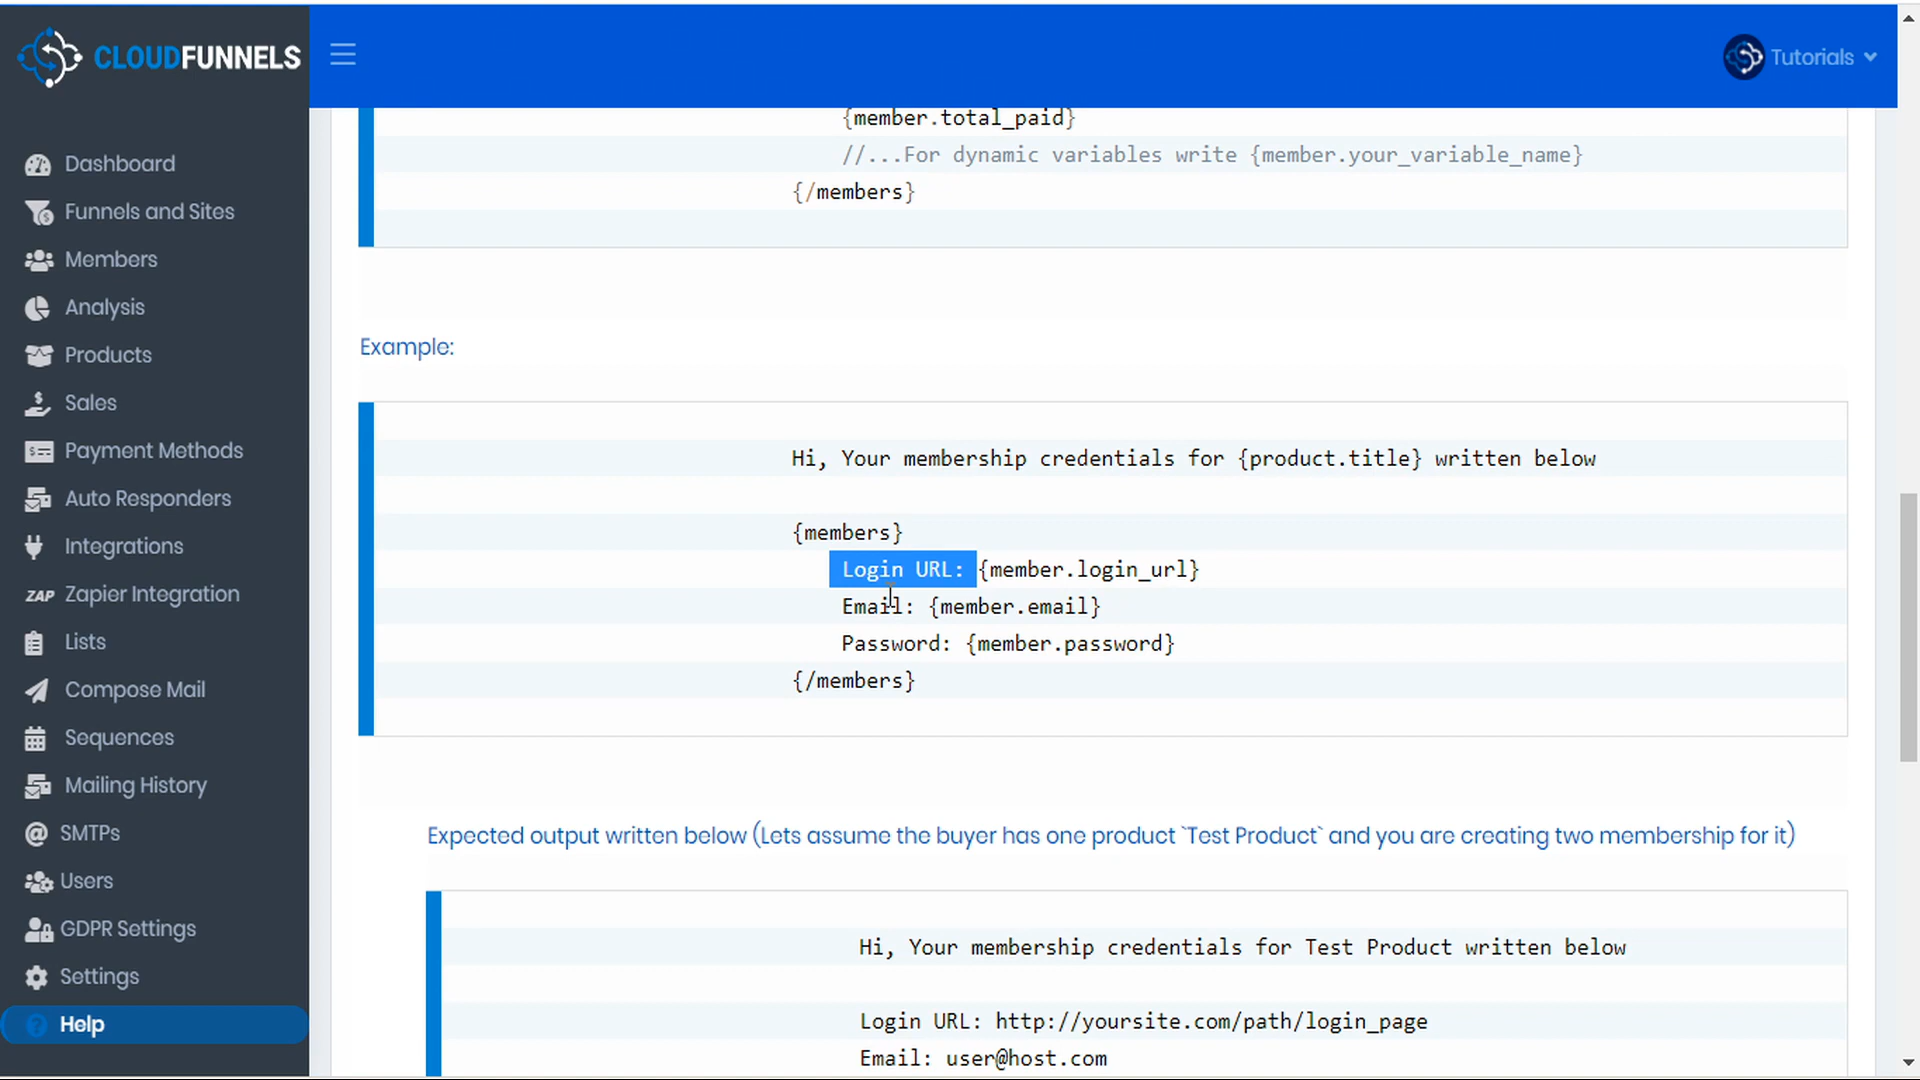 CLOUDFUNNELS
Tutorials
Dashboard
Funnels and Sites
Members
Analysis
Products
Sales
Payment Methods
Auto Responders
Integrations
ZAP Zapier Integration
Lists
Compose Mail
Sequences
Mailing History
SMTPs
Users
GDPR Settings
Settings
Help
{member.total_paid}
//...For dynamic variables write {member.your_variable_name}
{/members}
Example:
Hi, Your membership credentials for {product.title} written below
{members}
Login URL: {member.login_url}
Email: {member.email}
Password: {member.password}
{/members}
Expected output written below (Lets assume the buyer has one product `Test Product` and you are creating two membership for it)
Hi, Your membership credentials for Test Product written below
Login URL: http://yoursite.com/path/login_page
Email: user@host.com